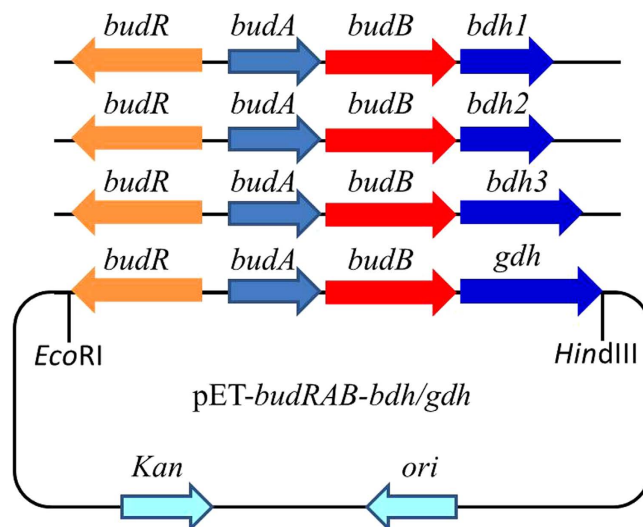 budR budA budB bdh1
budR budA budB bdh2
budR budA budB bdh3
budR budA budB gdh
EcoRI HindIII
pET-budRAB-bdh/gdh
Kan ori